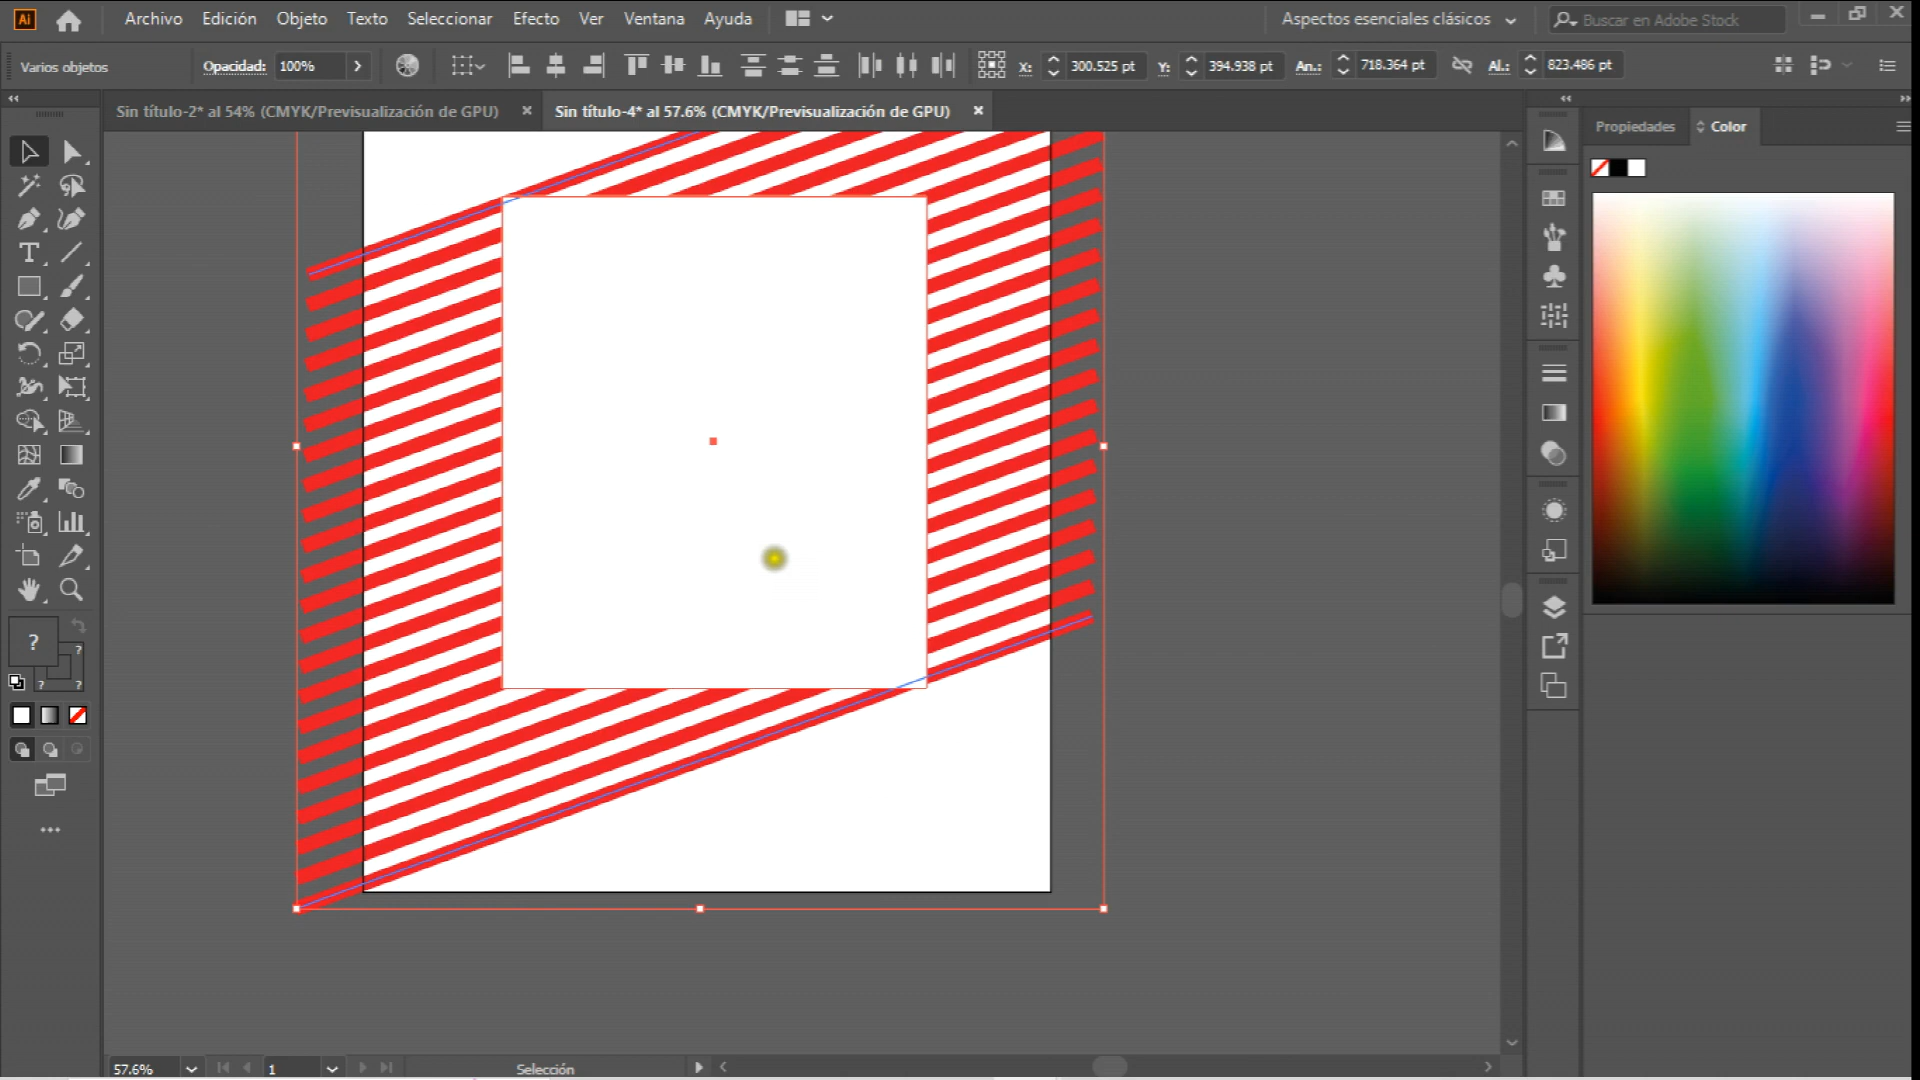 Ai
Archivo Edición Objeto Texto Seleccionar Efecto Ver Ventana Ayuda
Aspectos esenciales clásicos
Buscar en Adobe Stock
Varios objetos
Opacidad: 100%
X: 300.525 pt Y: 394.938 pt An.: 718.364 pt Al.: 823.486 pt
Sin título-2* al 54% (CMYK/Previsualización de GPU)
Sin título-4* al 57.6% (CMYK/Previsualización de GPU)
Propiedades
Color
T
?
?
?
?
57.6%
1
Selección